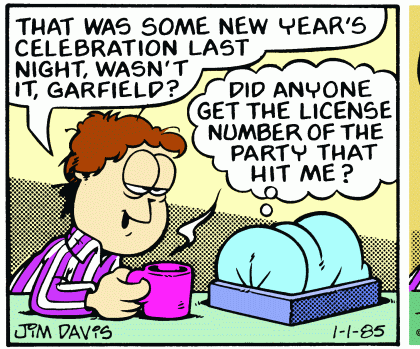 THAT WAS SOME NEW YEAR'S
CELEBRATION LAST
NIGHT, WASN'T
IT, GARFIELD?
DID ANYONE
GET THE LICENSE
NUMBER OF THE
PARTY THAT
HIT ME?
JIM DAVIS
1-1-85